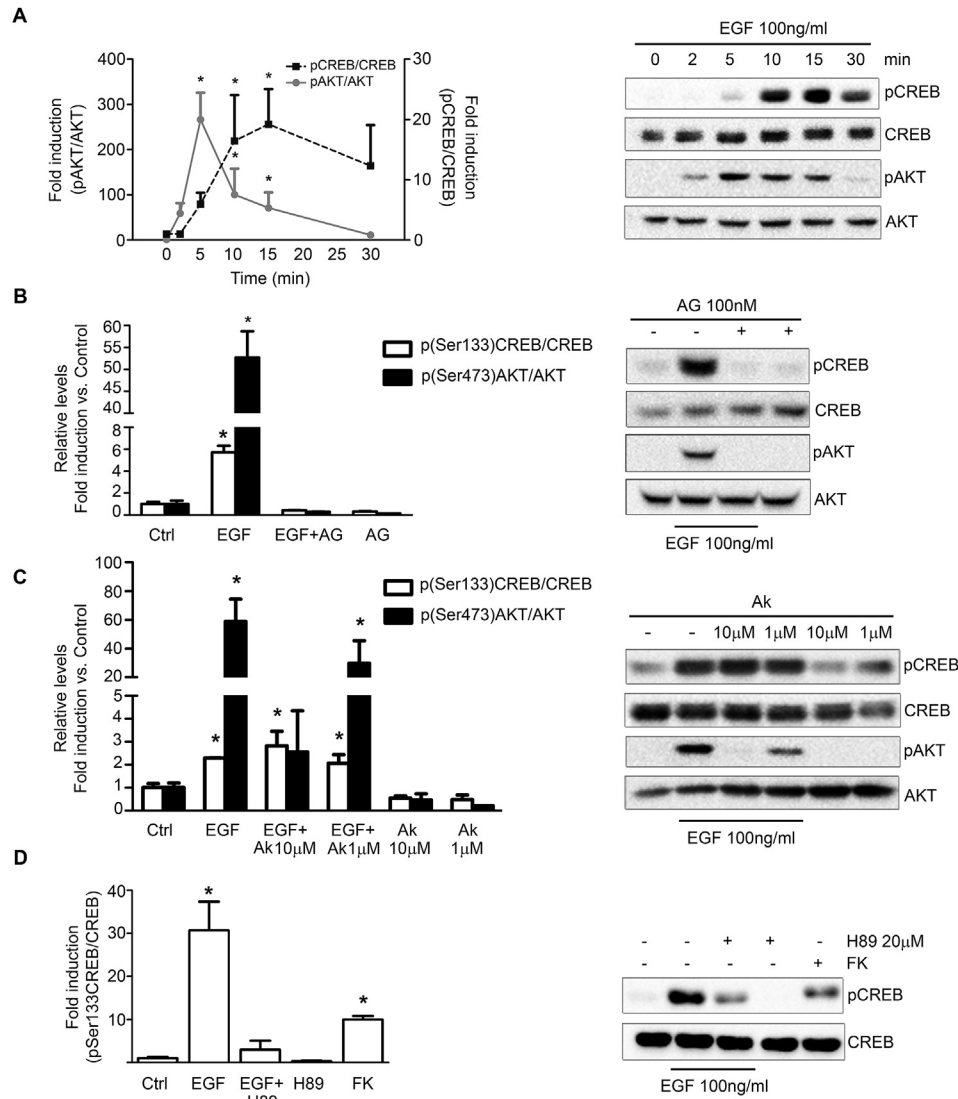 A
EGF 100ng/ml
0 2 5 10 15 30 min
pCREB
CREB
pAKT
AKT
400
300
200
100
0
Fold induction
(pAKT/AKT)
pCREB/CREB
pAKT/AKT
* * *
* *
30
20
10
0
Fold induction
(pCREB/CREB)
0 5 10 15 20 25 30
Time (min)
B
Relative levels
Fold induction vs. Control
60
55
50
45
40
8
6
4
2
0
*
*
p(Ser133)CREB/CREB
p(Ser473)AKT/AKT
Ctrl EGF EGF+AG AG
AG 100nM
- - + +
pCREB
CREB
pAKT
AKT
EGF 100ng/ml
C
Relative levels
Fold induction vs. Control
100
80
60
40
20
5
4
3
2
1
0
* *
* * *
p(Ser133)CREB/CREB
p(Ser473)AKT/AKT
Ctrl EGF EGF+ EGF+ Ak Ak
Ak10µM Ak1µM 10µM 1µM
Ak
- - 10µM 1µM 10µM 1µM
pCREB
CREB
pAKT
AKT
EGF 100ng/ml
D
Fold induction
(pSer133CREB/CREB)
40
30
20
10
*
*
Ctrl EGF EGF+ H89 FK
- - + + - H89 20µM
- - - - + FK
pCREB
CREB
EGF 100ng/ml